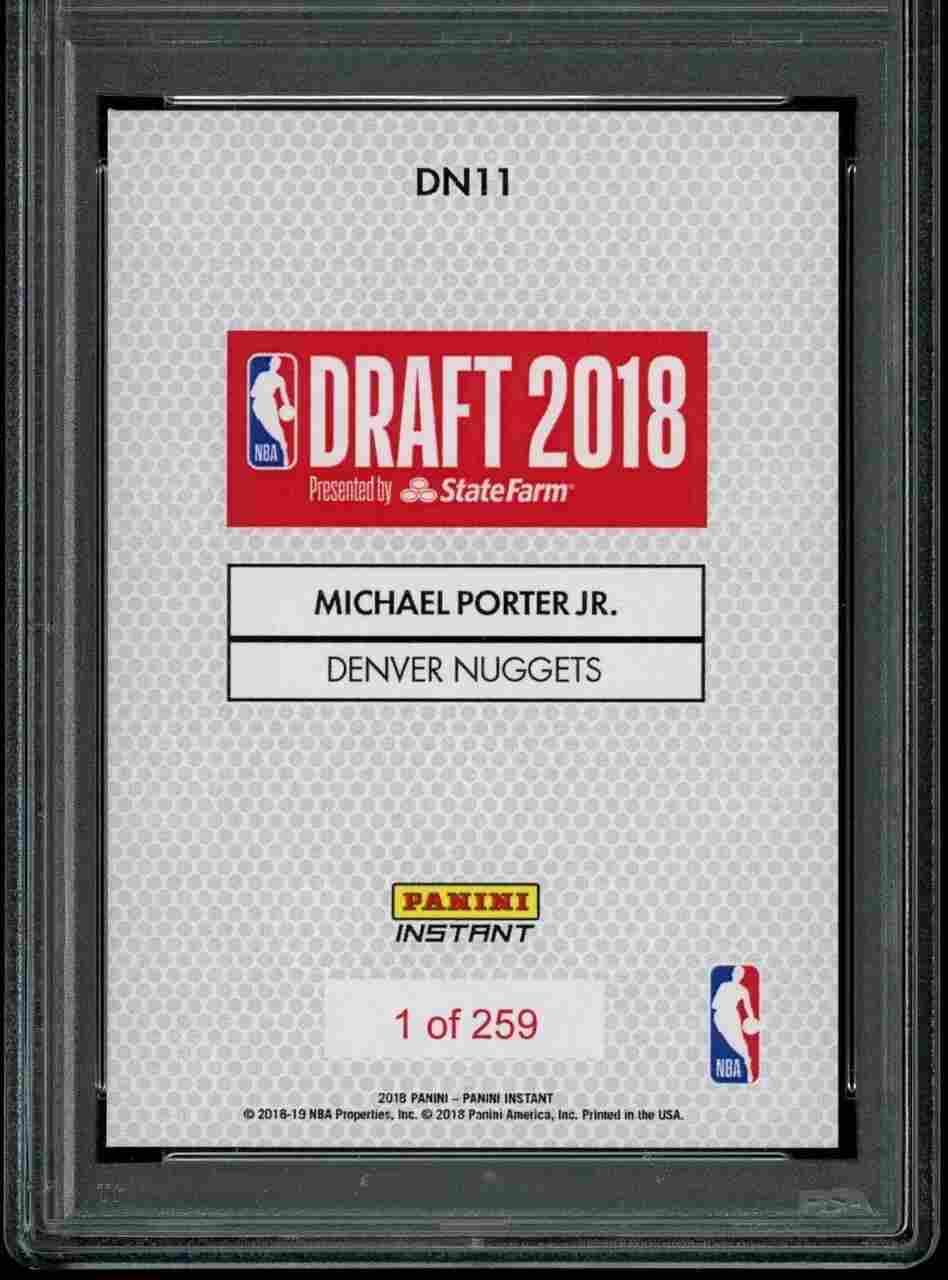 DN11
NBA
DRAFT 2018
Presented by StateFarm
MICHAEL PORTER JR.
DENVER NUGGETS
PANINI
INSTANT
1 of 259
NBA
2018 PANINI – PANINI INSTANT
© 2018-19 NBA Properties, Inc. © 2018 Panini America, Inc. Printed in the USA.
PSA